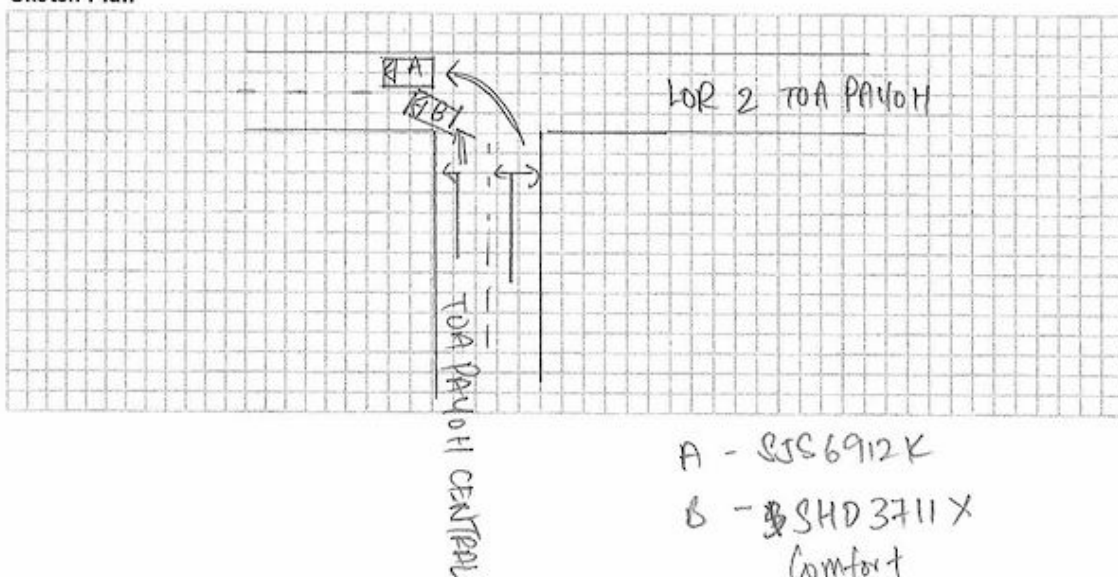 Sketch Plan
A
B
LOR 2 TOA PAYOH
TOA PAYOH CENTRAL
A - SJS6912K
B - SHD3711X
Comfort